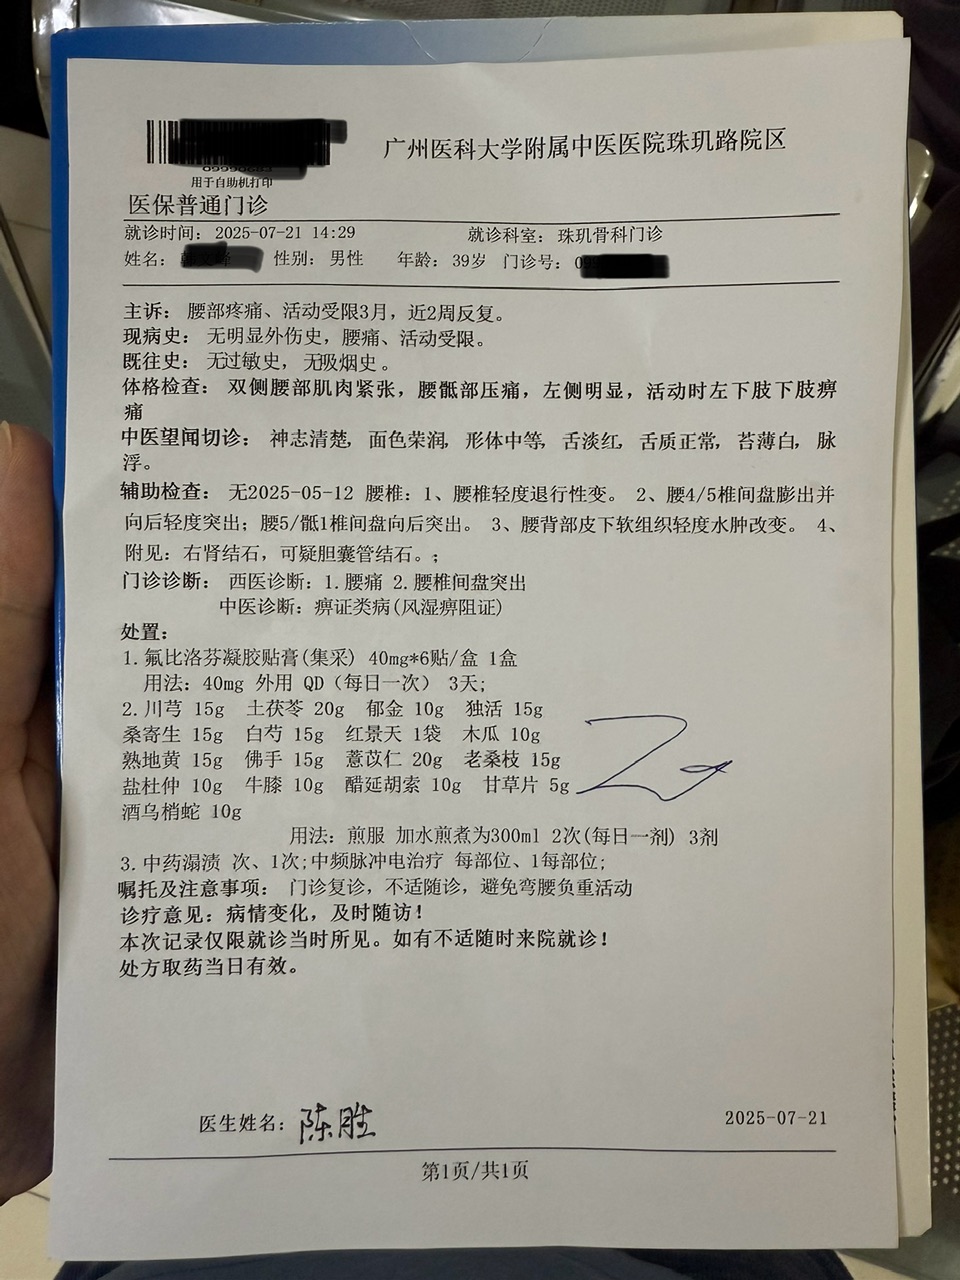 广州医科大学附属中医医院珠玑路院区
用于自助机打印
医保普通门诊
就诊时间: 2025-07-21 14:29 就诊科室: 珠玑骨科门诊
姓名: 性别: 男性 年龄: 39岁 门诊号: 0
主诉: 腰部疼痛、活动受限3月，近2周反复。
现病史: 无明显外伤史，腰痛、活动受限。
既往史: 无过敏史，无吸烟史。
体格检查: 双侧腰部肌肉紧张，腰骶部压痛，左侧明显，活动时左下肢下肢痹
痛
中医望闻切诊: 神志清楚，面色荣润，形体中等，舌淡红，舌质正常，苔薄白，脉
浮。
辅助检查: 无2025-05-12 腰椎: 1、腰椎轻度退行性变。 2、腰4/5椎间盘膨出并
向后轻度突出; 腰5/骶1椎间盘向后突出。 3、腰背部皮下软组织轻度水肿改变。 4、
附见: 右肾结石，可疑胆囊管结石。;
门诊诊断: 西医诊断: 1.腰痛 2.腰椎间盘突出
中医诊断: 痹证类病(风湿痹阻证)
处置:
1.氟比洛芬凝胶贴膏(集采) 40mg*6贴/盒 1盒
用法: 40mg 外用 QD (每日一次) 3天;
2.川芎 15g 土茯苓 20g 郁金 10g 独活 15g
桑寄生 15g 白芍 15g 红景天 1袋 木瓜 10g
熟地黄 15g 佛手 15g 薏苡仁 20g 老桑枝 15g
盐杜仲 10g 牛膝 10g 醋延胡索 10g 甘草片 5g
酒乌梢蛇 10g
用法: 煎服 加水煎煮为300ml 2次(每日一剂) 3剂
3.中药溻渍 次、1次;中频脉冲电治疗 每部位、1每部位;
嘱托及注意事项: 门诊复诊，不适随诊，避免弯腰负重活动
诊疗意见: 病情变化，及时随访!
本次记录仅限就诊当时所见。如有不适随时来院就诊!
处方取药当日有效。
医生姓名: 陈胜 2025-07-21
第1页/共1页